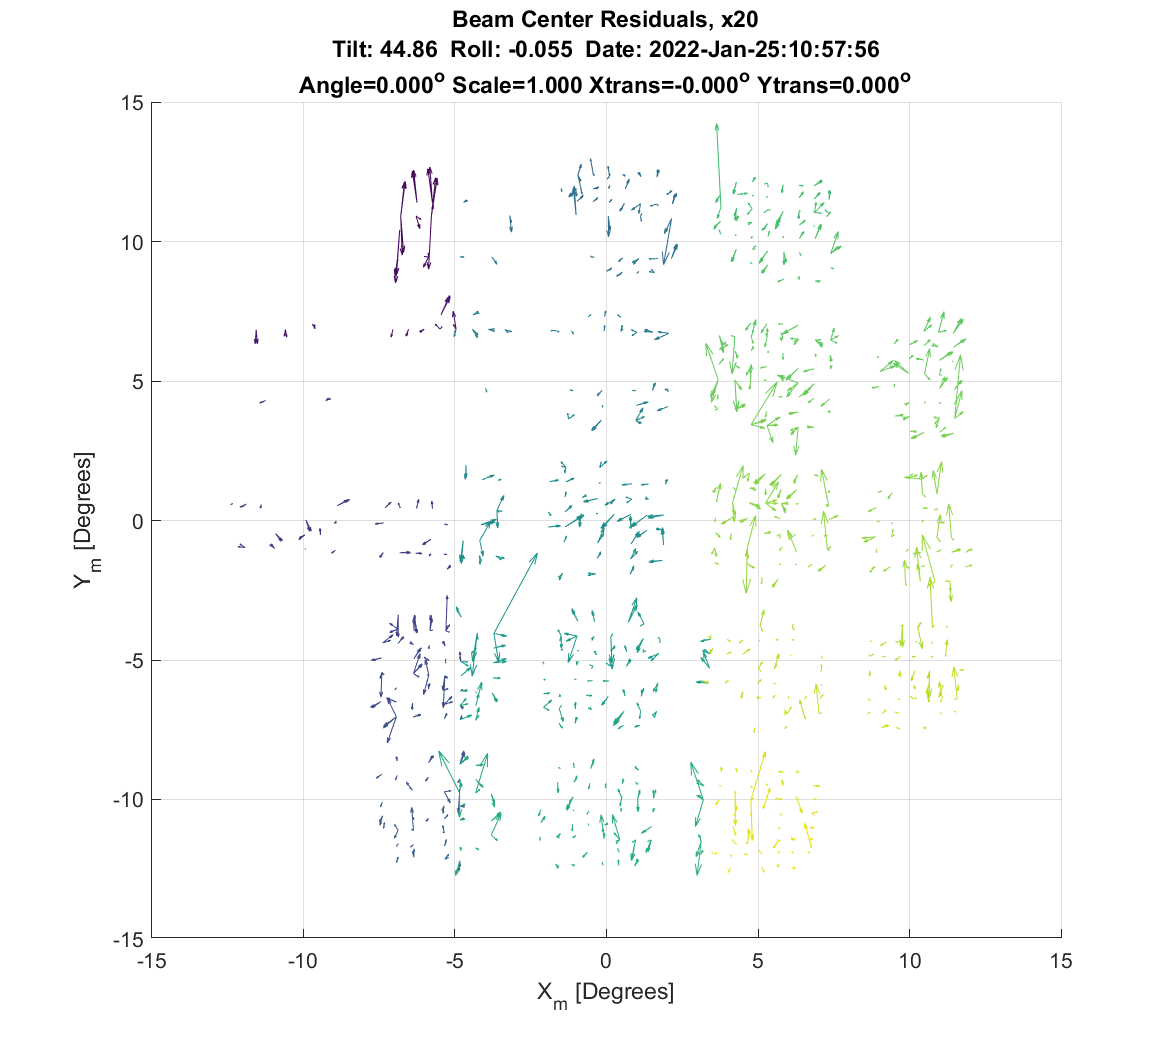 Beam Center Residuals, x20
Tilt: 44.86 Roll: -0.055 Date: 2022-Jan-25:10:57:56
Angle=0.000° Scale=1.000 Xtrans=-0.000° Ytrans=0.000°
15
10
5
0
-5
-10
-15
Y_m [Degrees]
-15 -10 -5 0 5 10 15
X_m [Degrees]